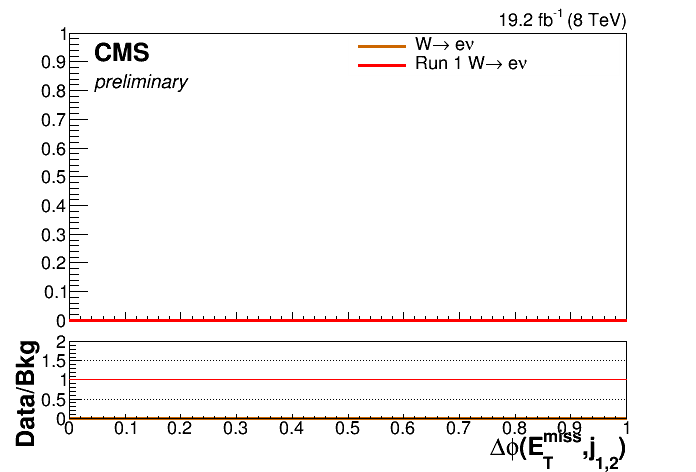 19.2 fb⁻¹ (8 TeV)
CMS
preliminary
W→ eν
Run 1 W→ eν
1
0.9
0.8
0.7
0.6
0.5
0.4
0.3
0.2
0.1
0
Data/Bkg
2
1.5
1
0.5
0
0 0.1 0.2 0.3 0.4 0.5 0.6 0.7 0.8 0.9 1
Δϕ(E_T^miss,j_1,2)